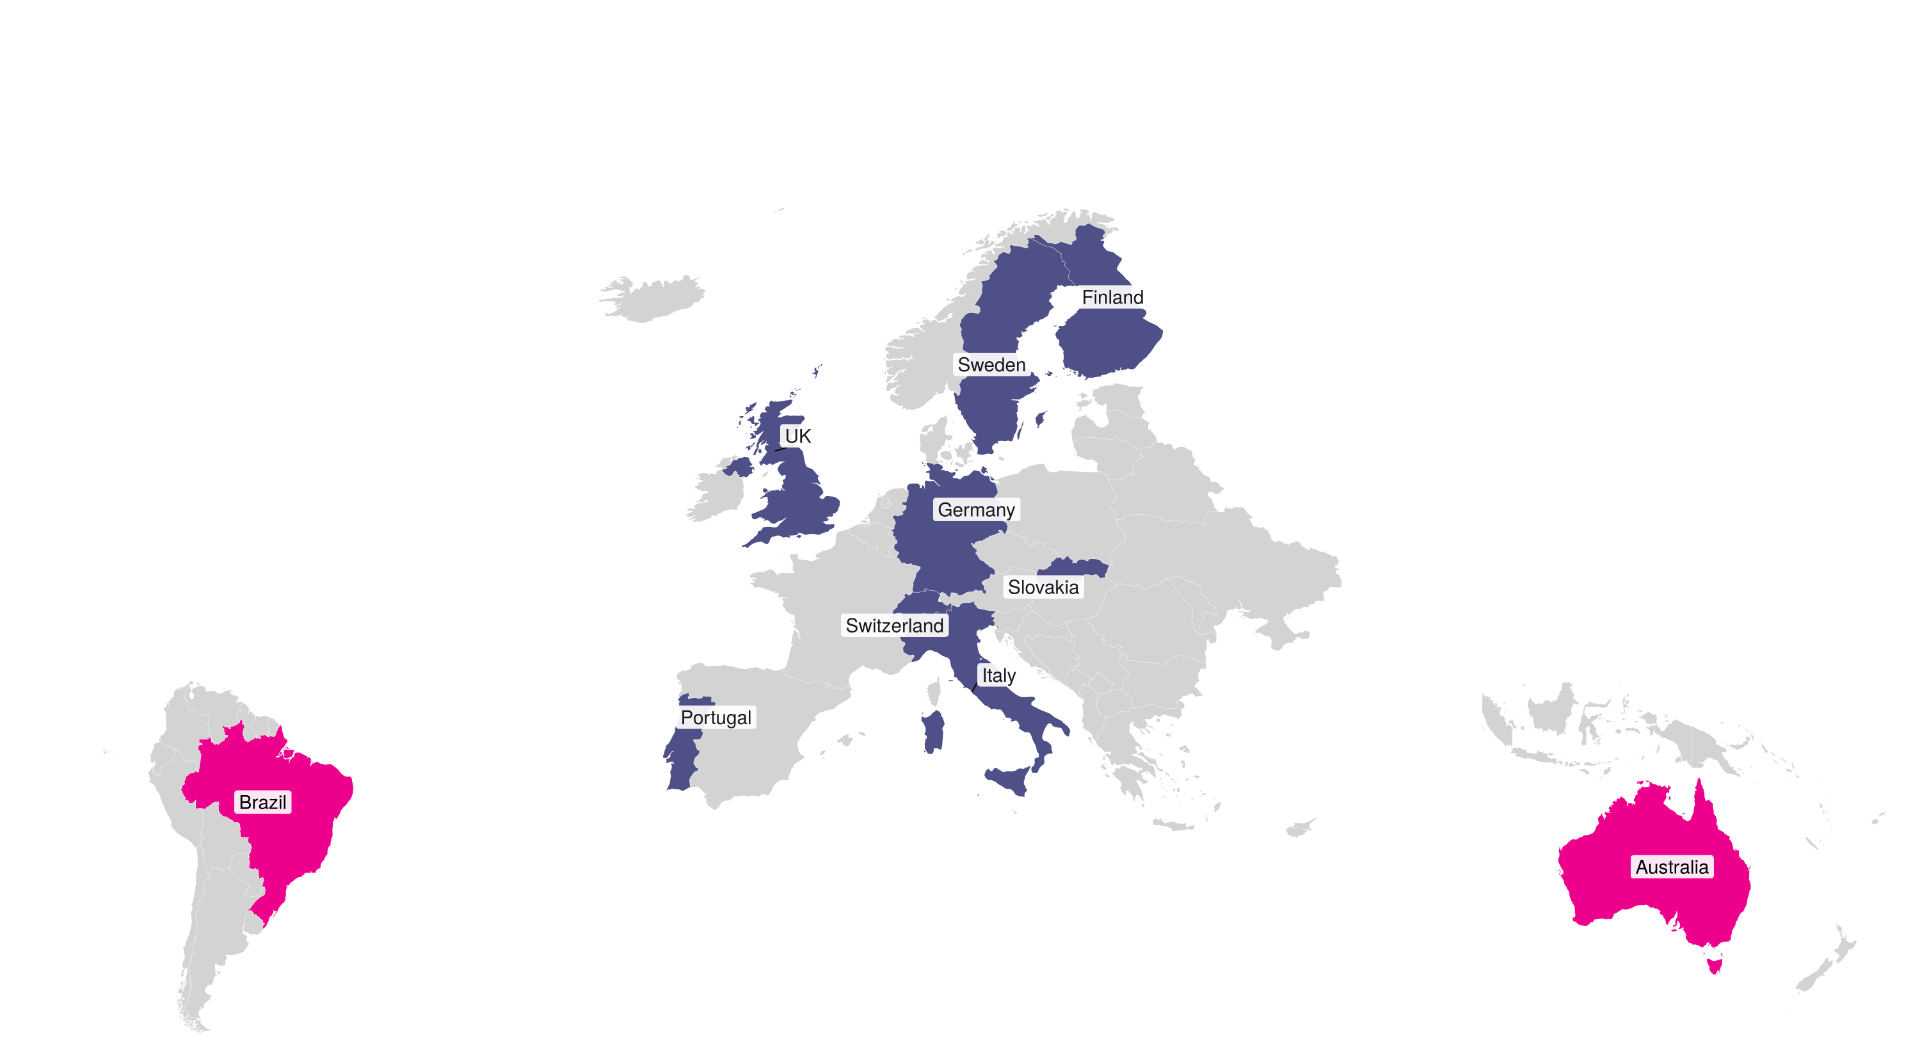 Finland
Sweden
UK
Germany
Slovakia
Switzerland
Italy
Portugal
Brazil
Australia